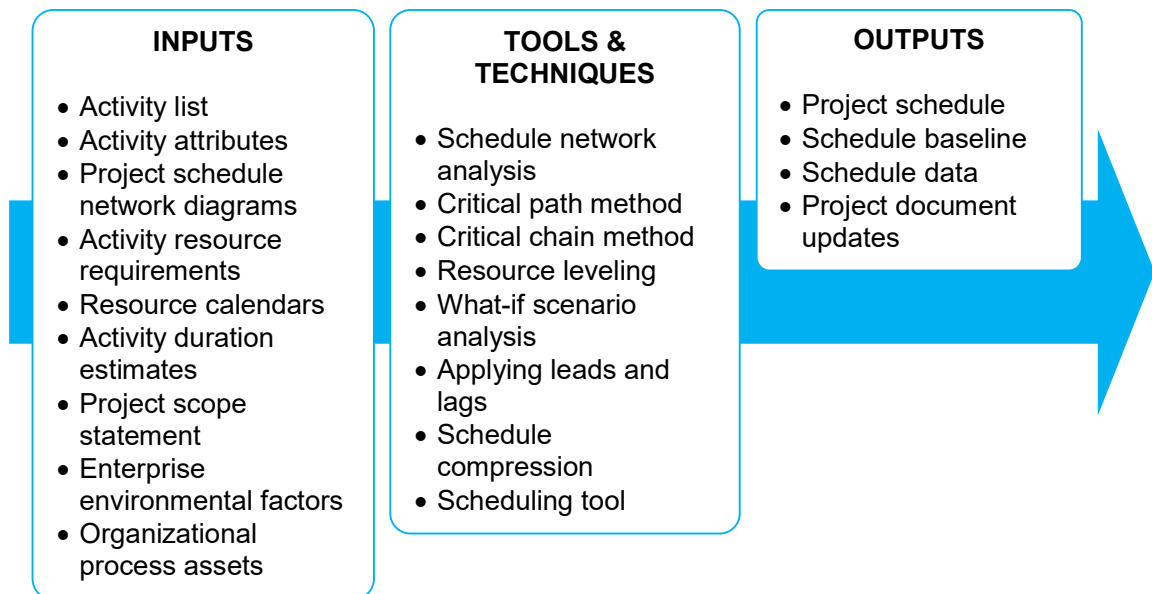 INPUTS
• Activity list
• Activity attributes
• Project schedule
network diagrams
• Activity resource
requirements
• Resource calendars
• Activity duration
estimates
• Project scope
statement
• Enterprise
environmental factors
• Organizational
process assets
TOOLS &
TECHNIQUES
• Schedule network
analysis
• Critical path method
• Critical chain method
• Resource leveling
• What-if scenario
analysis
• Applying leads and
lags
• Schedule
compression
• Scheduling tool
OUTPUTS
• Project schedule
• Schedule baseline
• Schedule data
• Project document
updates